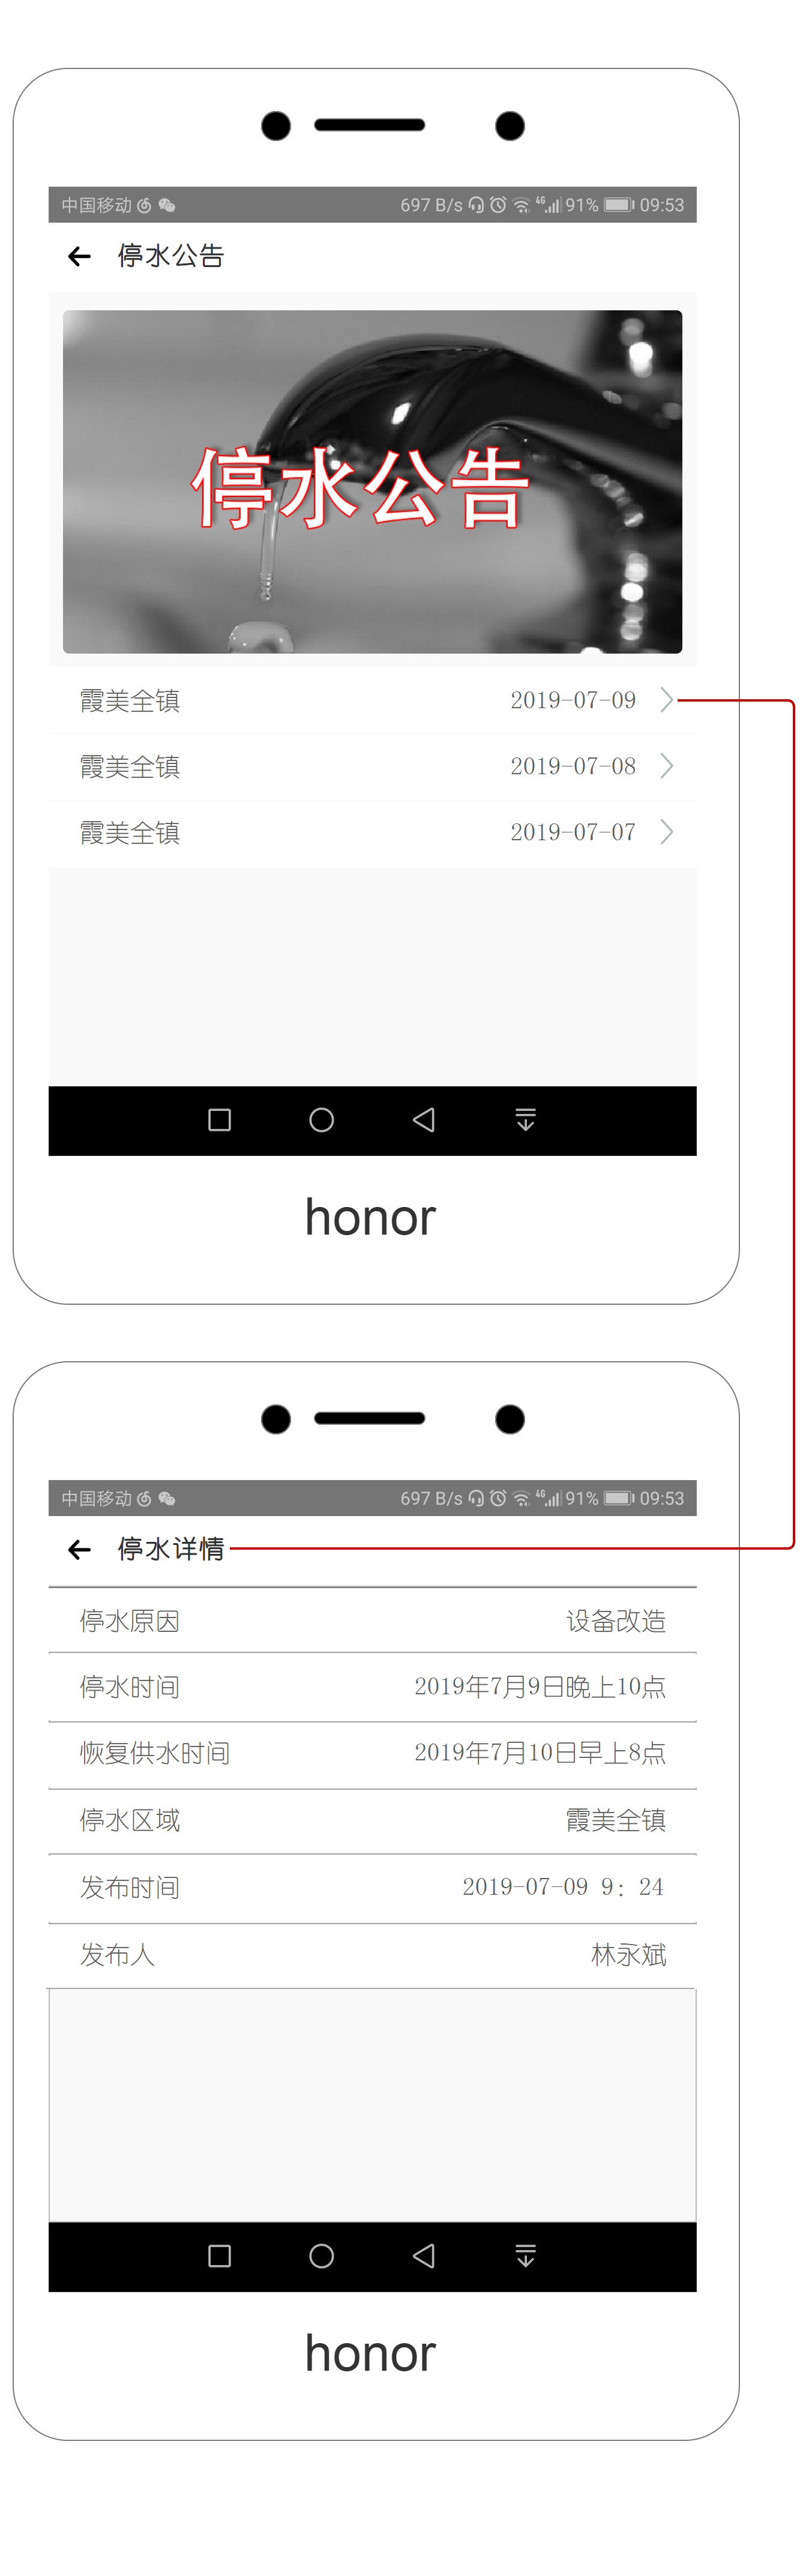 中国移动 697 B/s 4G 91% 09:53
停水公告
停水公告
霞美全镇 2019-07-09
霞美全镇 2019-07-08
霞美全镇 2019-07-07
honor
中国移动 697 B/s 4G 91% 09:53
停水详情
停水原因 设备改造
停水时间 2019年7月9日晚上10点
恢复供水时间 2019年7月10日早上8点
停水区域 霞美全镇
发布时间 2019-07-09 9：24
发布人 林永斌
honor